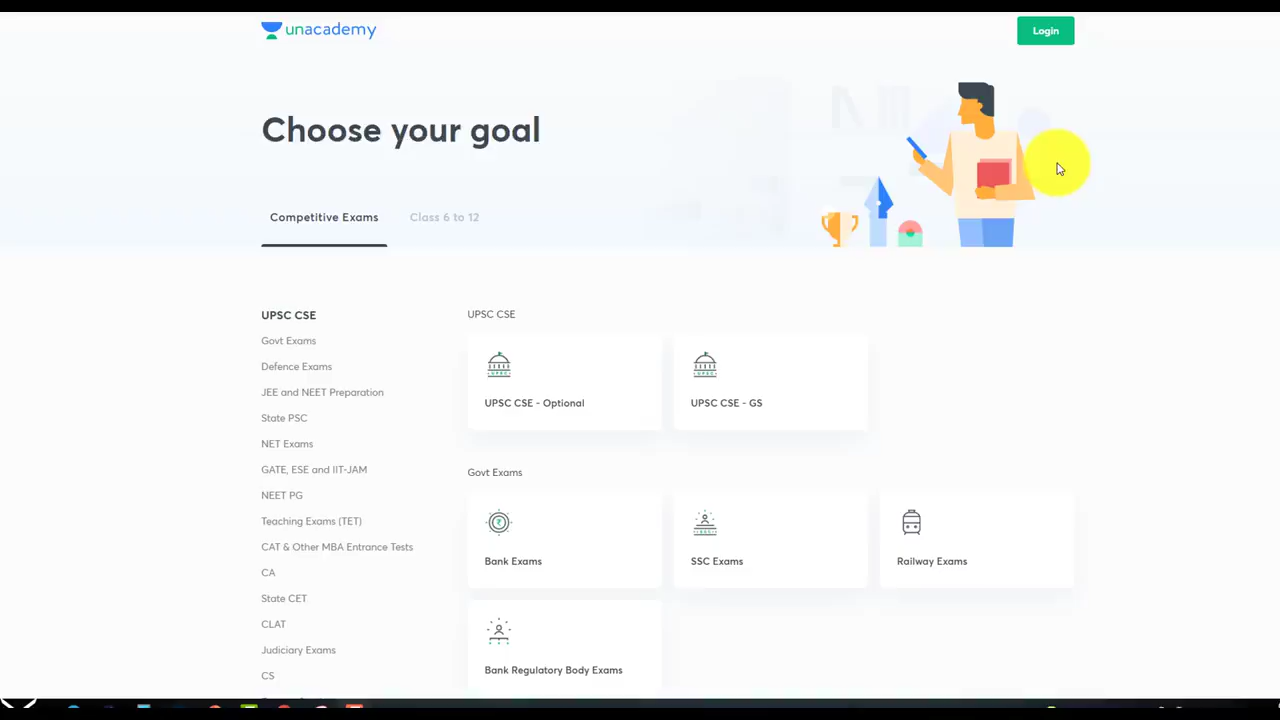 unacademy
Login
Choose your goal
Competitive Exams
Class 6 to 12
UPSC CSE
Govt Exams
Defence Exams
JEE and NEET Preparation
State PSC
NET Exams
GATE, ESE and IIT-JAM
NEET PG
Teaching Exams (TET)
CAT & Other MBA Entrance Tests
CA
State CET
CLAT
Judiciary Exams
CS
UPSC CSE
UPSC CSE - Optional
UPSC CSE - GS
Govt Exams
Bank Exams
SSC Exams
Railway Exams
Bank Regulatory Body Exams